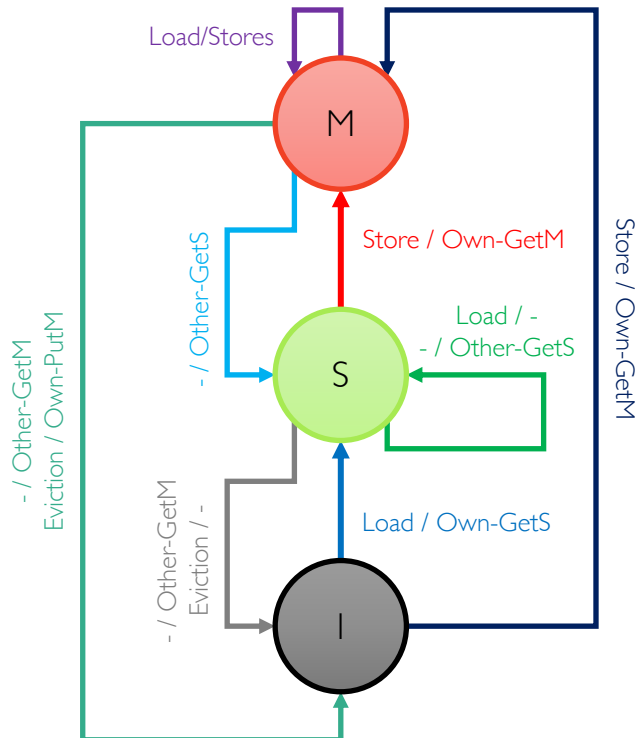 Load/Stores
M
Store / Own-GetM
- / Other-GetS
Store / Own-GetM
Load / -
- / Other-GetS
S
- / Other-GetM
Eviction / Own-PutM
- / Other-GetM
Eviction / -
Load / Own-GetS
I